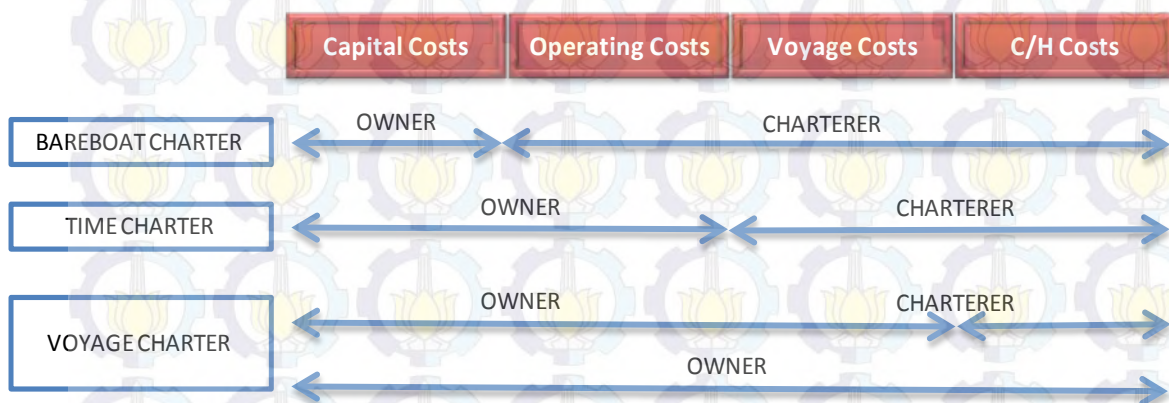 Capital Costs Operating Costs Voyage Costs C/H Costs
BAREBOAT CHARTER OWNER CHARTERER
TIME CHARTER OWNER CHARTERER
VOYAGE CHARTER OWNER CHARTERER
OWNER